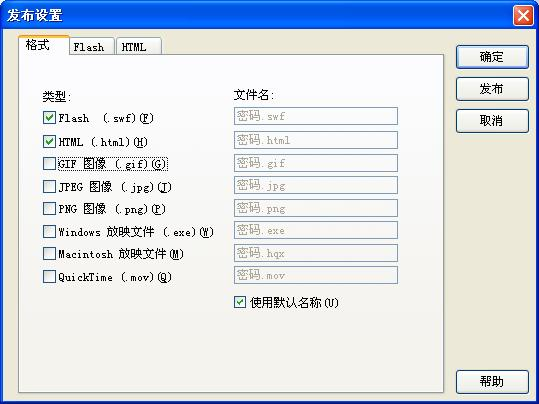 发布设置
格式 Flash HTML
确定
发布
取消
类型: 文件名:
Flash (.swf)(F) 密码.swf
HTML (.html)(H) 密码.html
GIF 图像 (.gif)(G) 密码.gif
JPEG 图像 (.jpg)(J) 密码.jpg
PNG 图像 (.png)(P) 密码.png
Windows 放映文件 (.exe)(W) 密码.exe
Macintosh 放映文件(M) 密码.hqx
QuickTime (.mov)(Q) 密码.mov
使用默认名称(U)
帮助